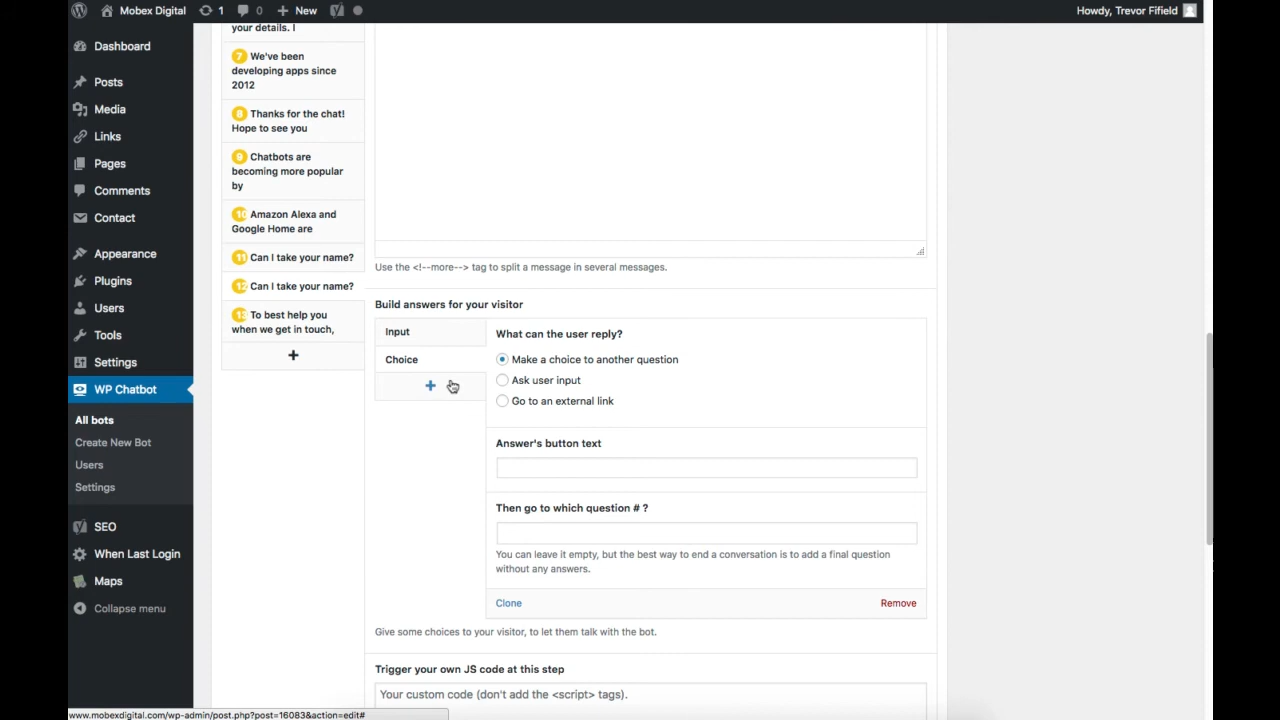 Mobex Digital 1 0 New Howdy, Trevor Fifield
Dashboard
Posts
Media
Links
Pages
Comments
Contact
Appearance
Plugins
Users
Tools
Settings
WP Chatbot
All bots
Create New Bot
Users
Settings
SEO
When Last Login
Maps
Collapse menu
your details. I
7 We've been
developing apps since
2012
8 Thanks for the chat!
Hope to see you
9 Chatbots are
becoming more popular
by
10 Amazon Alexa and
Google Home are
11 Can I take your name?
12 Can I take your name?
13 To best help you
when we get in touch,
+
Use the <!--more--> tag to split a message in several messages.
Build answers for your visitor
Input
Choice
+
What can the user reply?
Make a choice to another question
Ask user input
Go to an external link
Answer's button text
Then go to which question # ?
You can leave it empty, but the best way to end a conversation is to add a final question
without any answers.
Clone Remove
Give some choices to your visitor, to let them talk with the bot.
Trigger your own JS code at this step
Your custom code (don't add the <script> tags).
www.mobexdigital.com/wp-admin/post.php?post=16083&action=edit#